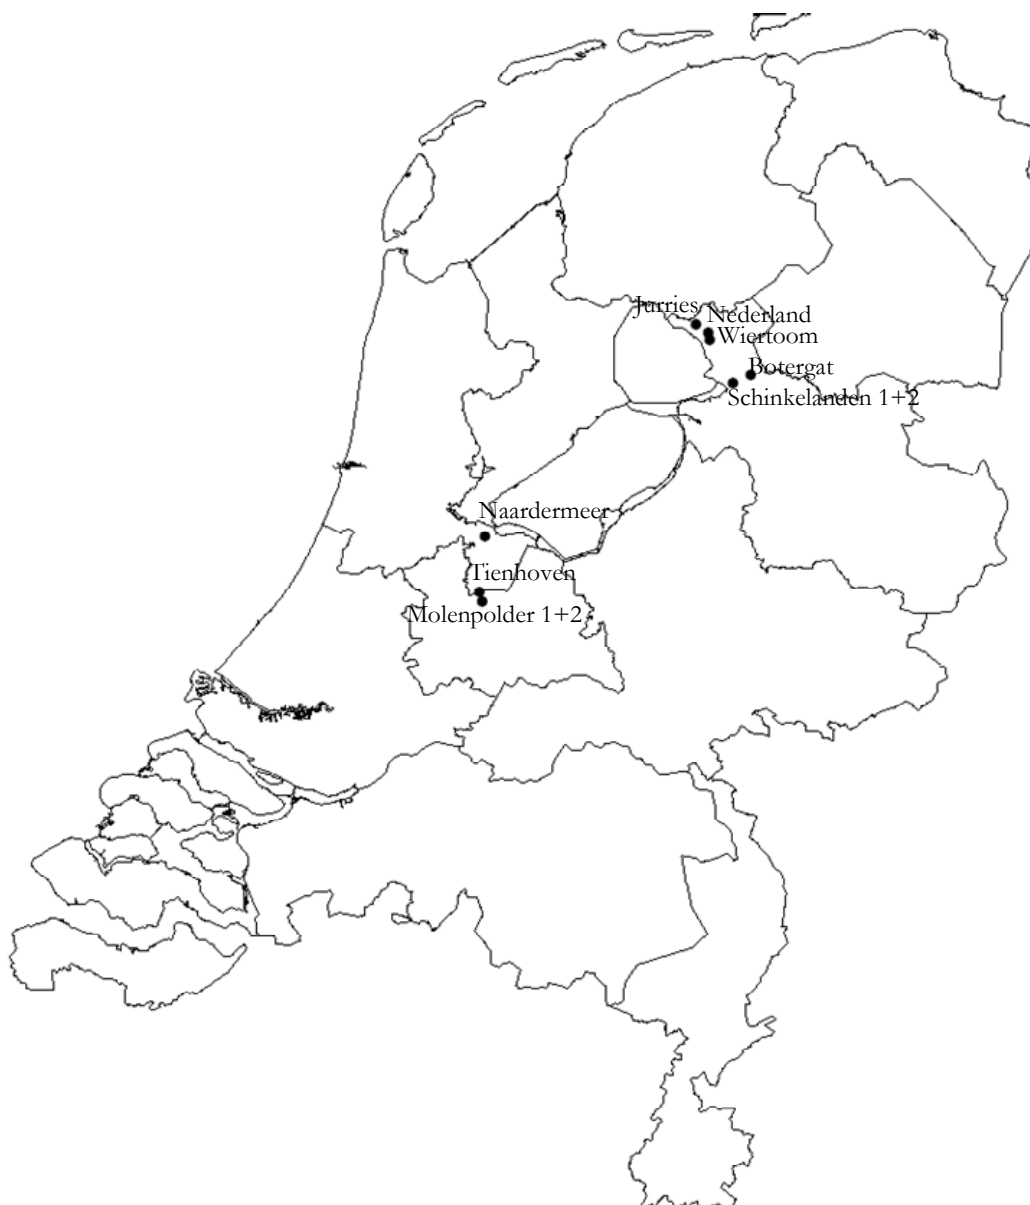 Jurries
Nederland
Wiertoom
Botergat
Schinkelanden 1+2
Naardermeer
Tienhoven
Molenpolder 1+2